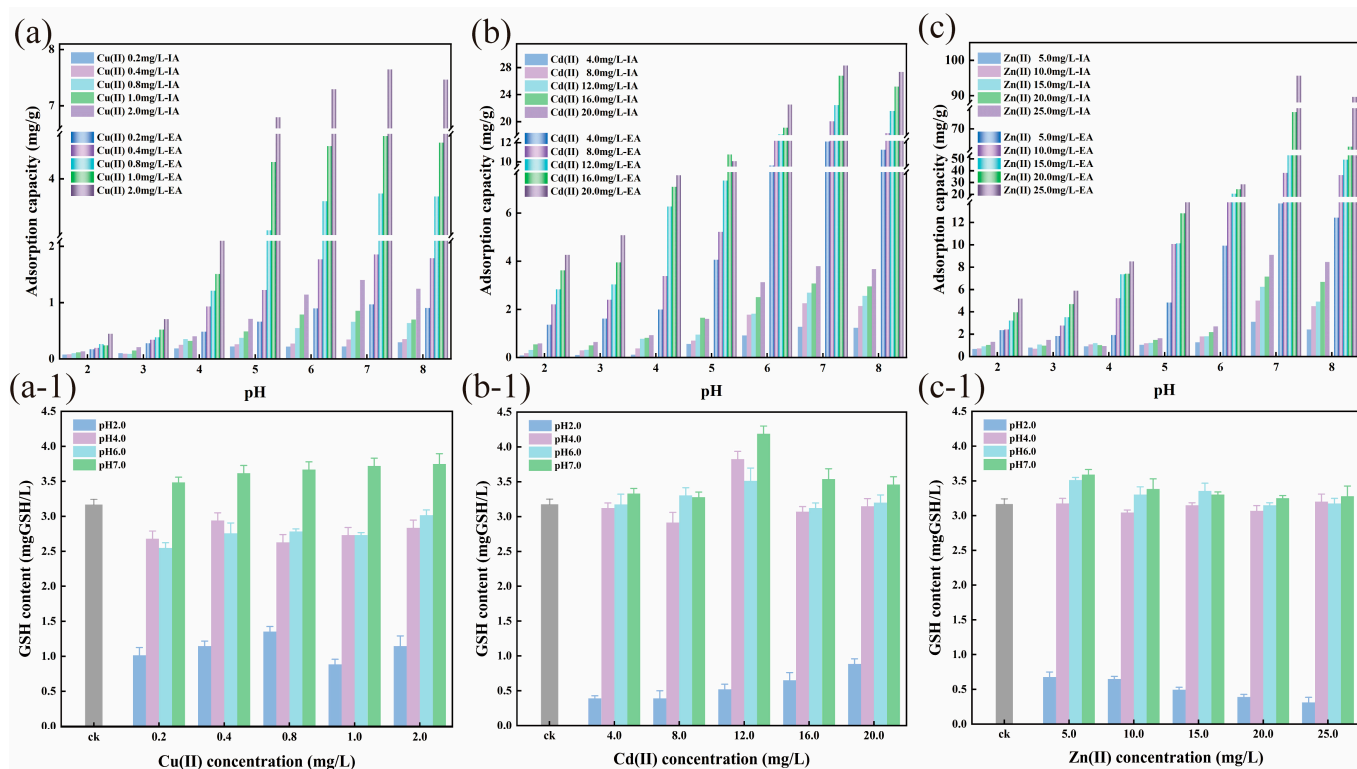 (a)
Adsorption capacity (mg/g)
8
7
4
2
1
0
Cu(II) 0.2mg/L-IA
Cu(II) 0.4mg/L-IA
Cu(II) 0.8mg/L-IA
Cu(II) 1.0mg/L-IA
Cu(II) 2.0mg/L-IA
Cu(II) 0.2mg/L-EA
Cu(II) 0.4mg/L-EA
Cu(II) 0.8mg/L-EA
Cu(II) 1.0mg/L-EA
Cu(II) 2.0mg/L-EA
2 3 4 5 6 7 8
pH
(b)
Adsorption capacity (mg/g)
28
24
20
16
12
10
6
4
2
0
Cd(II) 4.0mg/L-IA
Cd(II) 8.0mg/L-IA
Cd(II) 12.0mg/L-IA
Cd(II) 16.0mg/L-IA
Cd(II) 20.0mg/L-IA
Cd(II) 4.0mg/L-EA
Cd(II) 8.0mg/L-EA
Cd(II) 12.0mg/L-EA
Cd(II) 16.0mg/L-EA
Cd(II) 20.0mg/L-EA
2 3 4 5 6 7 8
pH
(c)
Adsorption capacity (mg/g)
100
90
70
50
40
30
20
12
10
8
6
4
2
0
Zn(II) 5.0mg/L-IA
Zn(II) 10.0mg/L-IA
Zn(II) 15.0mg/L-IA
Zn(II) 20.0mg/L-IA
Zn(II) 25.0mg/L-IA
Zn(II) 5.0mg/L-EA
Zn(II) 10.0mg/L-EA
Zn(II) 15.0mg/L-EA
Zn(II) 20.0mg/L-EA
Zn(II) 25.0mg/L-EA
2 3 4 5 6 7 8
pH
(a-1)
GSH content (mgGSH/L)
4.5
4.0
3.5
3.0
2.5
2.0
1.5
1.0
0.5
0.0
pH2.0
pH4.0
pH6.0
pH7.0
ck 0.2 0.4 0.8 1.0 2.0
Cu(II) concentration (mg/L)
(b-1)
GSH content (mgGSH/L)
4.5
4.0
3.5
3.0
2.5
2.0
1.5
1.0
0.5
0.0
pH2.0
pH4.0
pH6.0
pH7.0
ck 4.0 8.0 12.0 16.0 20.0
Cd(II) concentration (mg/L)
(c-1)
GSH content (mgGSH/L)
4.5
4.0
3.5
3.0
2.5
2.0
1.5
1.0
0.5
0.0
pH2.0
pH4.0
pH6.0
pH7.0
ck 5.0 10.0 15.0 20.0 25.0
Zn(II) concentration (mg/L)